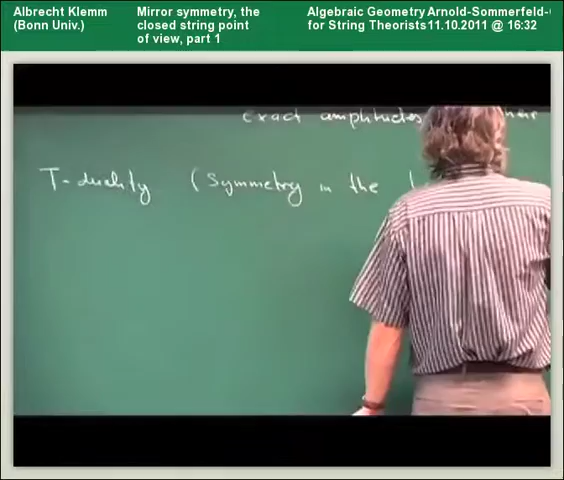 Albrecht Klemm
(Bonn Univ.)
Mirror symmetry, the
closed string point
of view, part 1
Algebraic Geometry
for String Theorists
Arnold-Sommerfeld-
11.10.2011 @ 16:32
exact amplitudes
T-duality (Symmetry in the